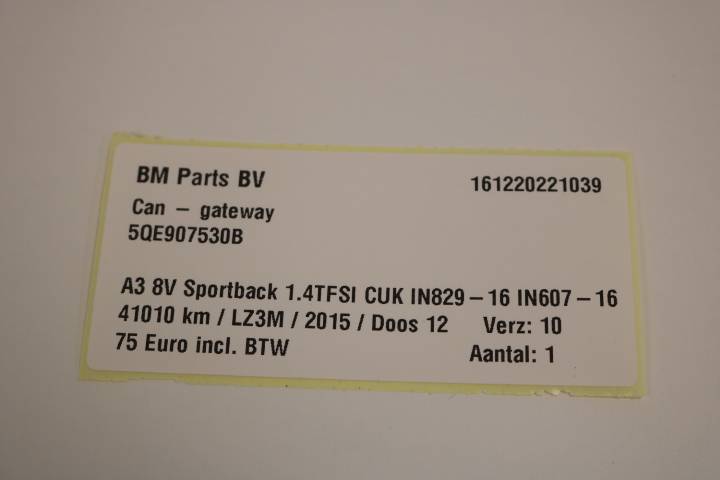 BM Parts BV 161220221039
Can – gateway
5QE907530B
A3 8V Sportback 1.4TFSI CUK IN829 – 16 IN607 – 16
41010 km / LZ3M / 2015 / Doos 12 Verz: 10
75 Euro incl. BTW Aantal: 1